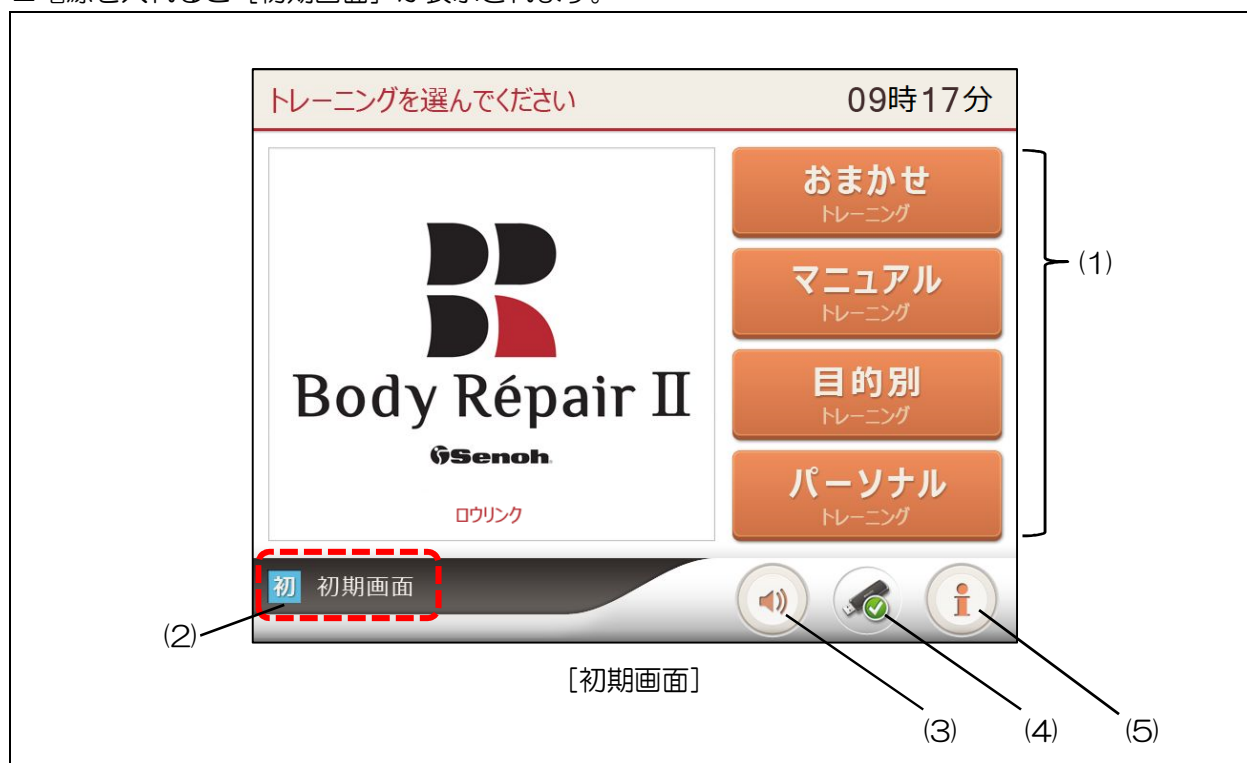 線を入れると［初期画面］が表示されます。
トレーニングを選んでください 09時17分
おまかせ
トレーニング
マニュアル
トレーニング
目的別
トレーニング
パーソナル
トレーニング
(1)
Body Répair Ⅱ
Senoh
ロウリンク
初 初期画面
(2)
［初期画面］
(3) (4) (5)